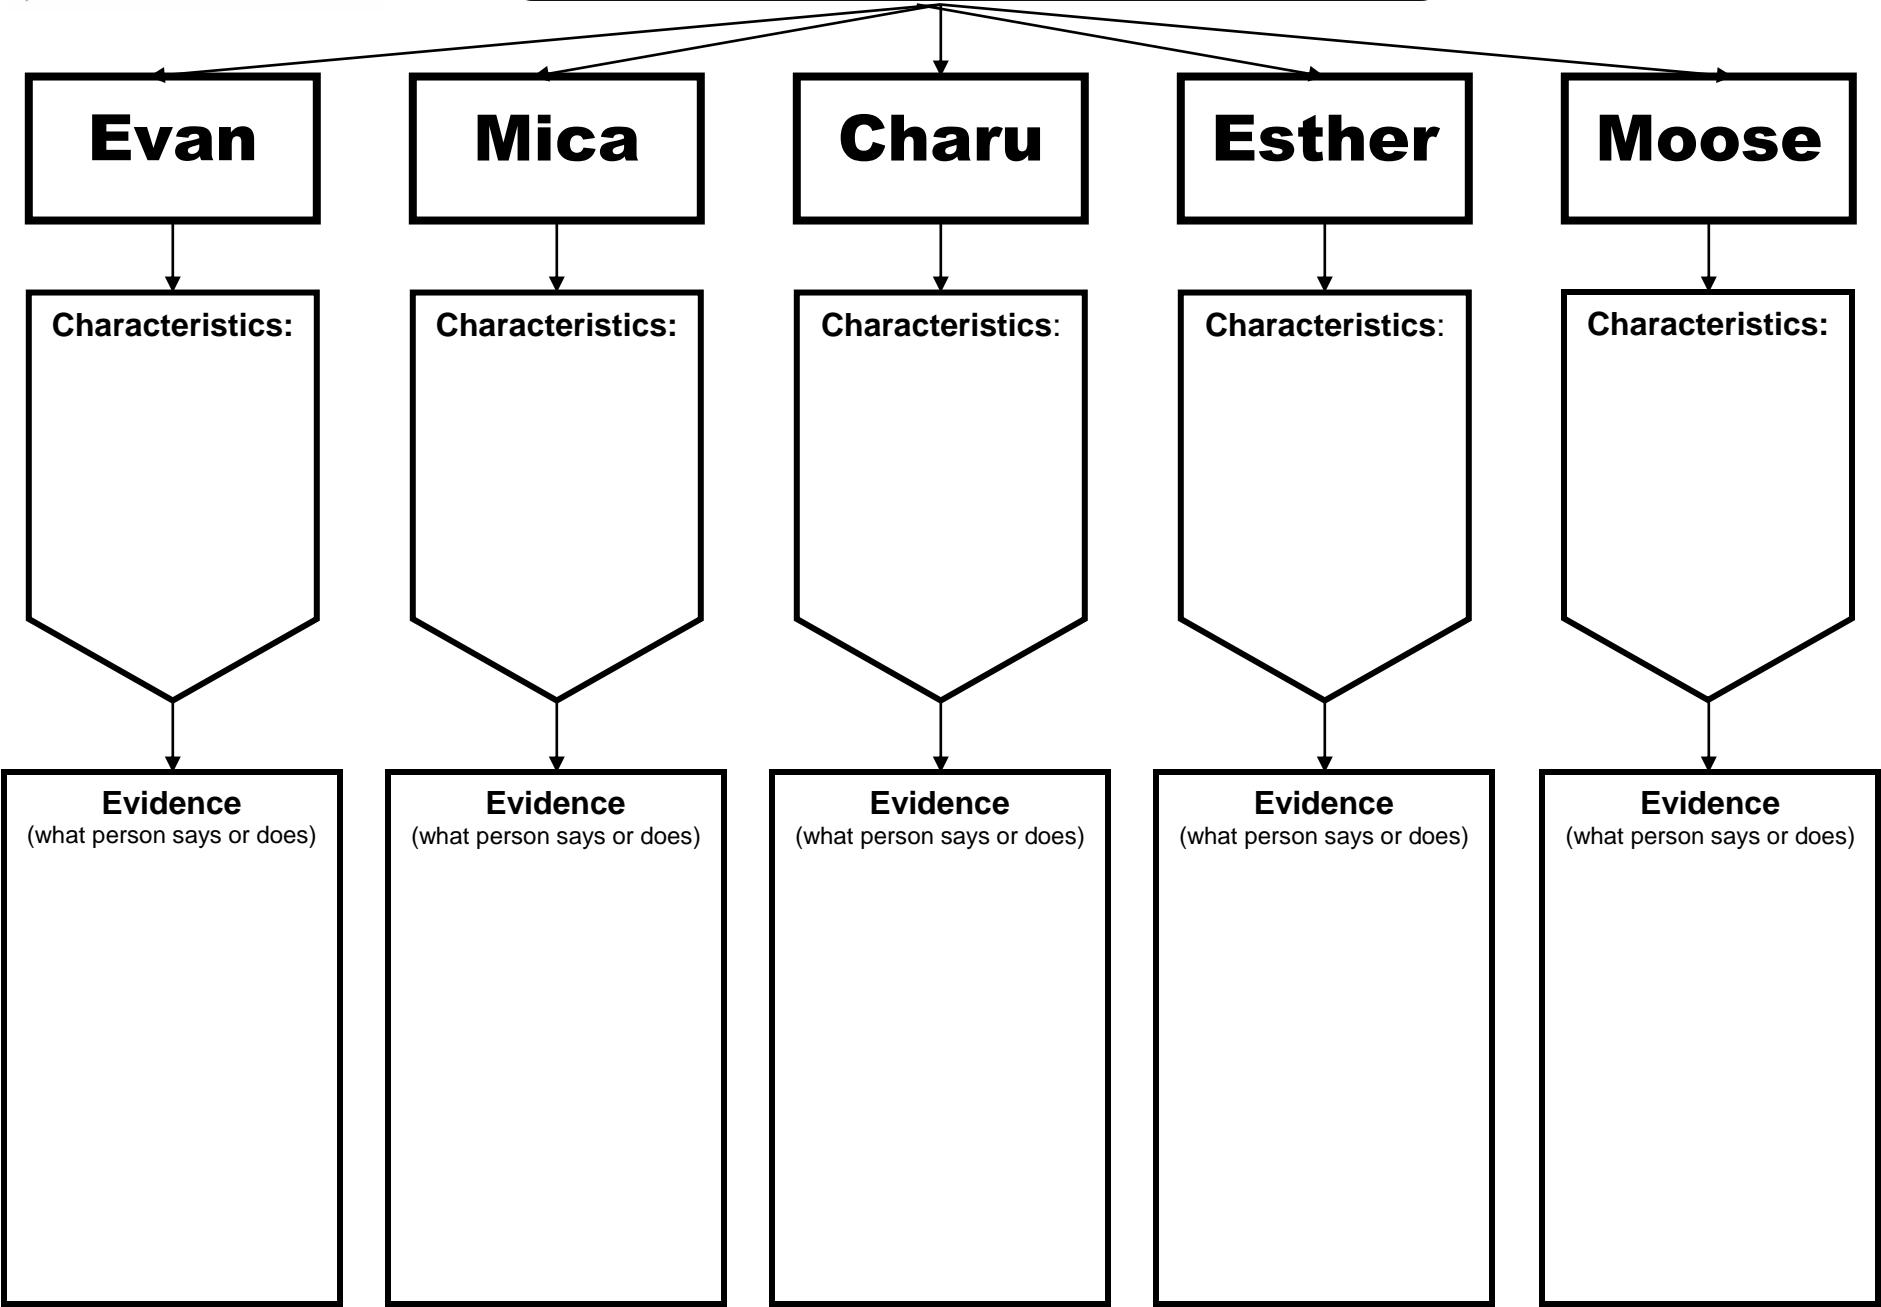 Evan
Mica
Charu
Esther
Moose
Characteristics:
Characteristics:
Characteristics:
Characteristics:
Characteristics:
Evidence
(what person says or does)
Evidence
(what person says or does)
Evidence
(what person says or does)
Evidence
(what person says or does)
Evidence
(what person says or does)